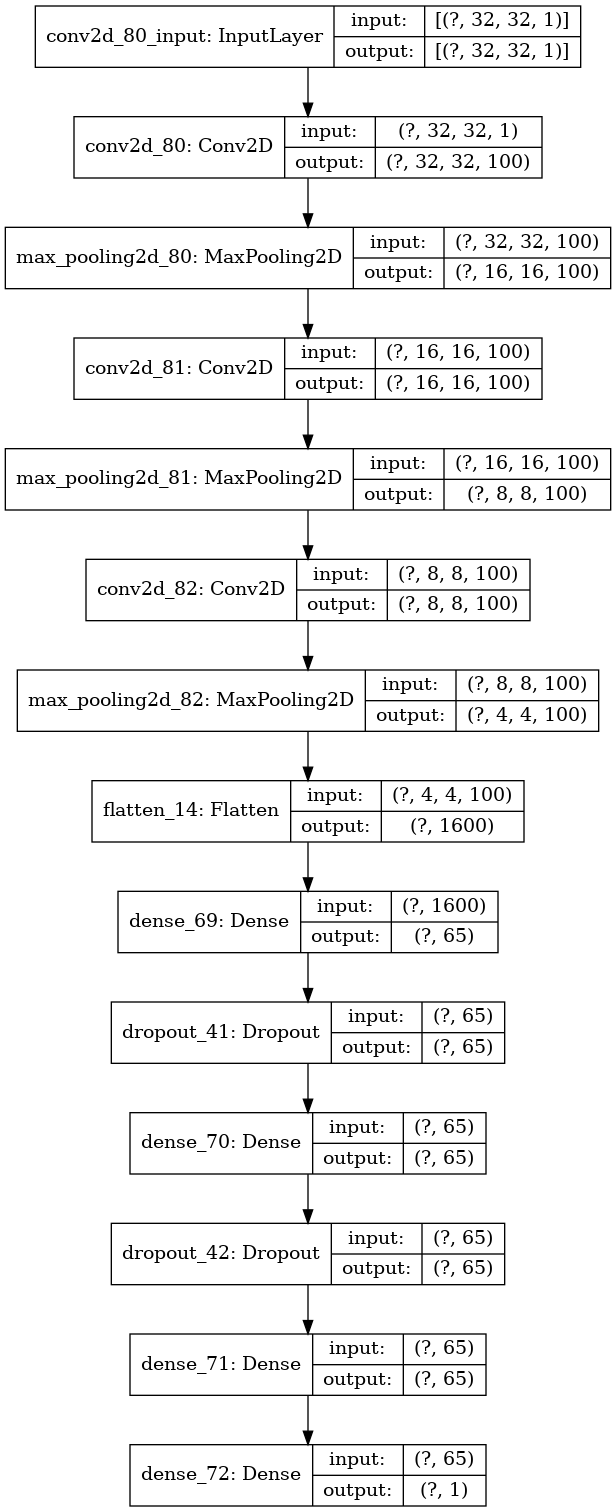 conv2d_80_input: InputLayer
input: [(?, 32, 32, 1)]
output: [(?, 32, 32, 1)]
conv2d_80: Conv2D
input: (?, 32, 32, 1)
output: (?, 32, 32, 100)
max_pooling2d_80: MaxPooling2D
input: (?, 32, 32, 100)
output: (?, 16, 16, 100)
conv2d_81: Conv2D
input: (?, 16, 16, 100)
output: (?, 16, 16, 100)
max_pooling2d_81: MaxPooling2D
input: (?, 16, 16, 100)
output: (?, 8, 8, 100)
conv2d_82: Conv2D
input: (?, 8, 8, 100)
output: (?, 8, 8, 100)
max_pooling2d_82: MaxPooling2D
input: (?, 8, 8, 100)
output: (?, 4, 4, 100)
flatten_14: Flatten
input: (?, 4, 4, 100)
output: (?, 1600)
dense_69: Dense
input: (?, 1600)
output: (?, 65)
dropout_41: Dropout
input: (?, 65)
output: (?, 65)
dense_70: Dense
input: (?, 65)
output: (?, 65)
dropout_42: Dropout
input: (?, 65)
output: (?, 65)
dense_71: Dense
input: (?, 65)
output: (?, 65)
dense_72: Dense
input: (?, 65)
output: (?, 1)